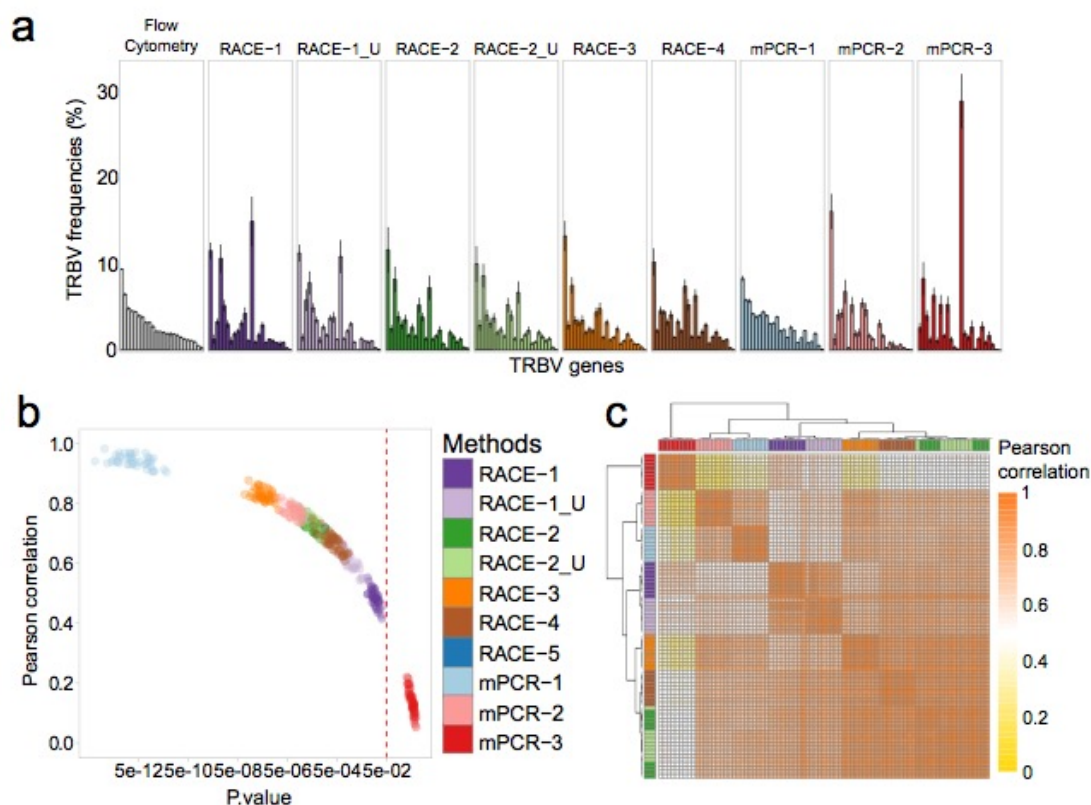 a
Flow
Cytometry
RACE-1
RACE-1_U
RACE-2
RACE-2_U
RACE-3
RACE-4
mPCR-1
mPCR-2
mPCR-3
TRBV frequencies (%)
30
20
10
0
TRBV genes
b
Pearson correlation
1.0
0.8
0.6
0.4
0.2
0.0
5e-125e-105e-085e-065e-045e-02
P.value
Methods
RACE-1
RACE-1_U
RACE-2
RACE-2_U
RACE-3
RACE-4
RACE-5
mPCR-1
mPCR-2
mPCR-3
c
Pearson
correlation
1
0.8
0.6
0.4
0.2
0